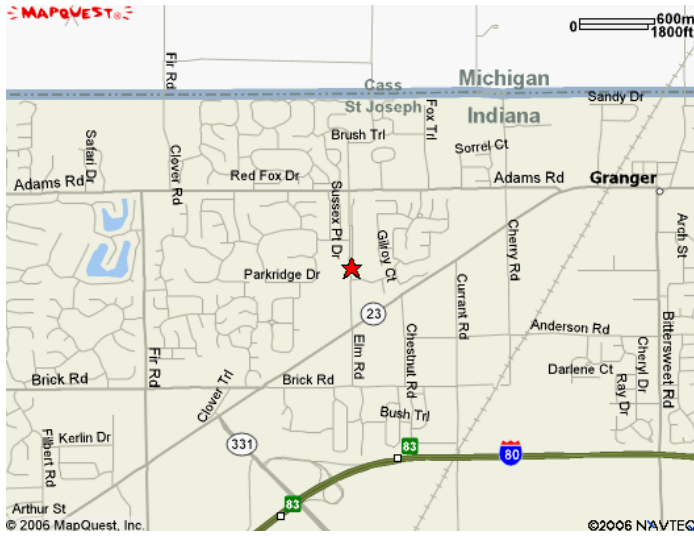 MAPQUEST®
0 600m
1800ft
Fir Rd
Cass
Michigan
St Joseph
Indiana
Sandy Dr
Fox Trl
Brush Trl
Sorrel Ct
Safari Dr
Clover Rd
Red Fox Dr
Adams Rd
Adams Rd
Granger
Sussex Pt Dr
Gilroy Ct
Cherry Rd
Arch St
Parkridge Dr
23
Currant Rd
Anderson Rd
Bittersweet Rd
Fir Rd
Elm Rd
Chestnut Rd
Darlene Ct
Cheryl Dr
Ray Dr
Brick Rd
Clover Trl
Brick Rd
Bush Trl
Filbert Rd
Kerlin Dr
331
83
80
83
Arthur St
© 2006 MapQuest, Inc.
©2006 NAVTEQ